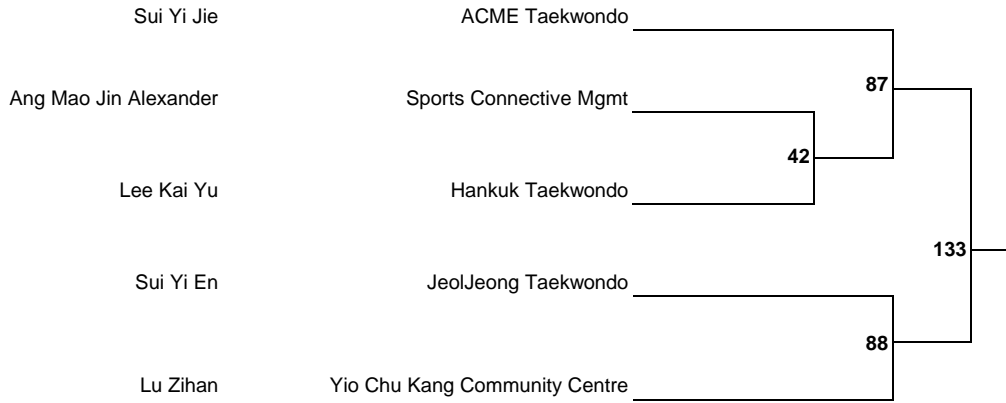 Sui Yi Jie ACME Taekwondo
87
Ang Mao Jin Alexander Sports Connective Mgmt
42
Lee Kai Yu Hankuk Taekwondo
133
Sui Yi En JeolJeong Taekwondo
88
Lu Zihan Yio Chu Kang Community Centre